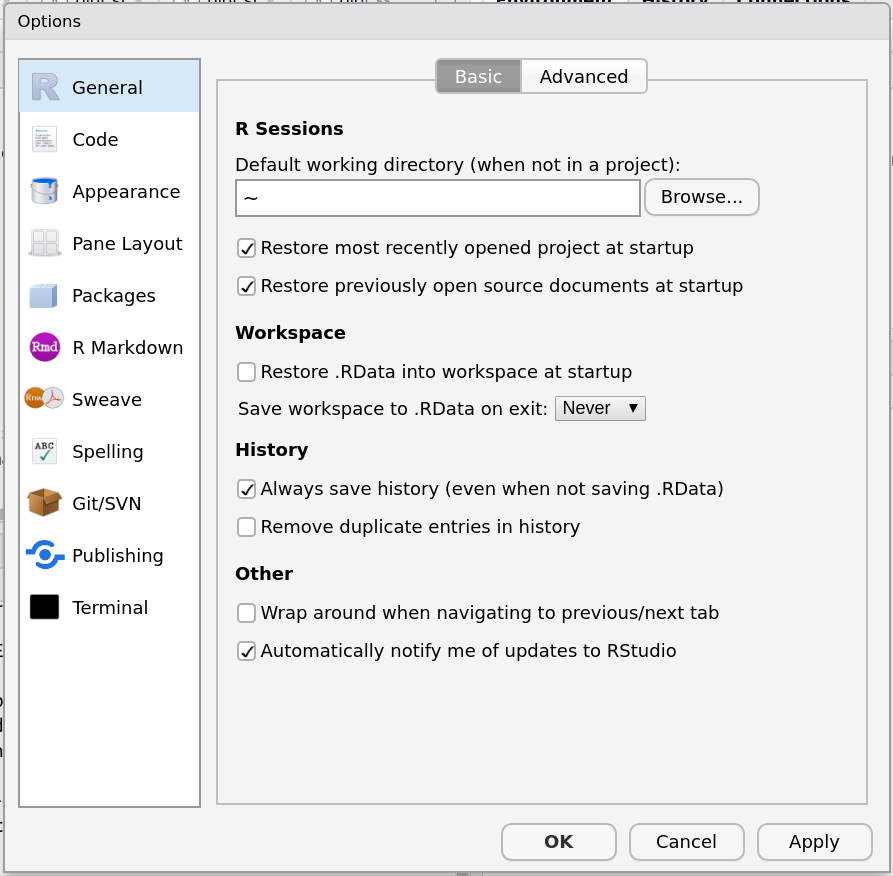 Options
General
Code
Appearance
Pane Layout
Packages
Rmd R Markdown
Rnw Sweave
ABC Spelling
Git/SVN
Publishing
Terminal
Basic Advanced
R Sessions
Default working directory (when not in a project):
~ Browse...
Restore most recently opened project at startup
Restore previously open source documents at startup
Workspace
Restore .RData into workspace at startup
Save workspace to .RData on exit: Never
History
Always save history (even when not saving .RData)
Remove duplicate entries in history
Other
Wrap around when navigating to previous/next tab
Automatically notify me of updates to RStudio
OK Cancel Apply